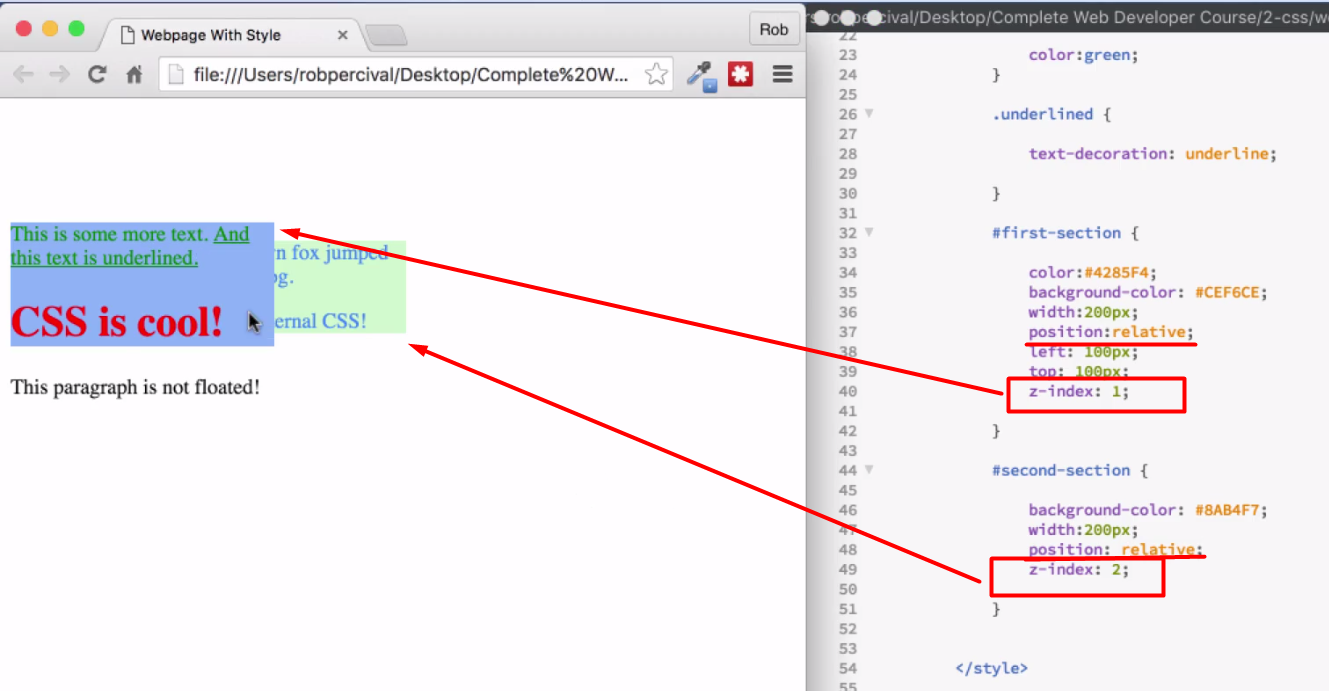 Webpage With Style
Rob
file:///Users/robpercival/Desktop/Complete%20W...
This is some more text. And
this text is underlined.
n fox jumped
og.
CSS is cool!
ernal CSS!
This paragraph is not floated!
cival/Desktop/Complete Web Developer Course/2-css/we
22
23 color:green;
24 }
25
26 .underlined {
27
28 text-decoration: underline;
29
30 }
31
32 #first-section {
33
34 color:#4285F4;
35 background-color: #CEF6CE;
36 width:200px;
37 position:relative;
38 left: 100px;
39 top: 100px;
40 z-index: 1;
41
42 }
43
44 #second-section {
45
46 background-color: #8AB4F7;
47 width:200px;
48 position: relative;
49 z-index: 2;
50
51 }
52
53
54 </style>
55